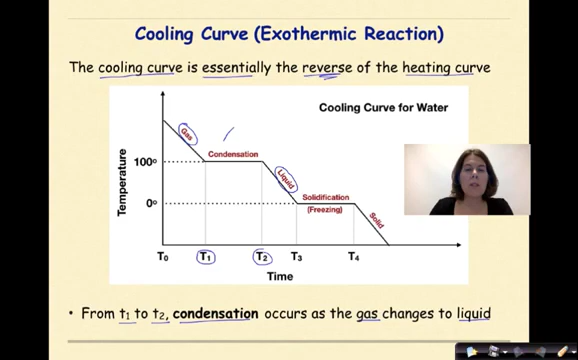 Cooling Curve (Exothermic Reaction)
The cooling curve is essentially the reverse of the heating curve
Cooling Curve for Water
Gas
Condensation
100°
Liquid
Solidification
(Freezing)
Solid
0°
Temperature
T0 T1 T2 T3 T4
Time
• From t1 to t2, condensation occurs as the gas changes to liquid